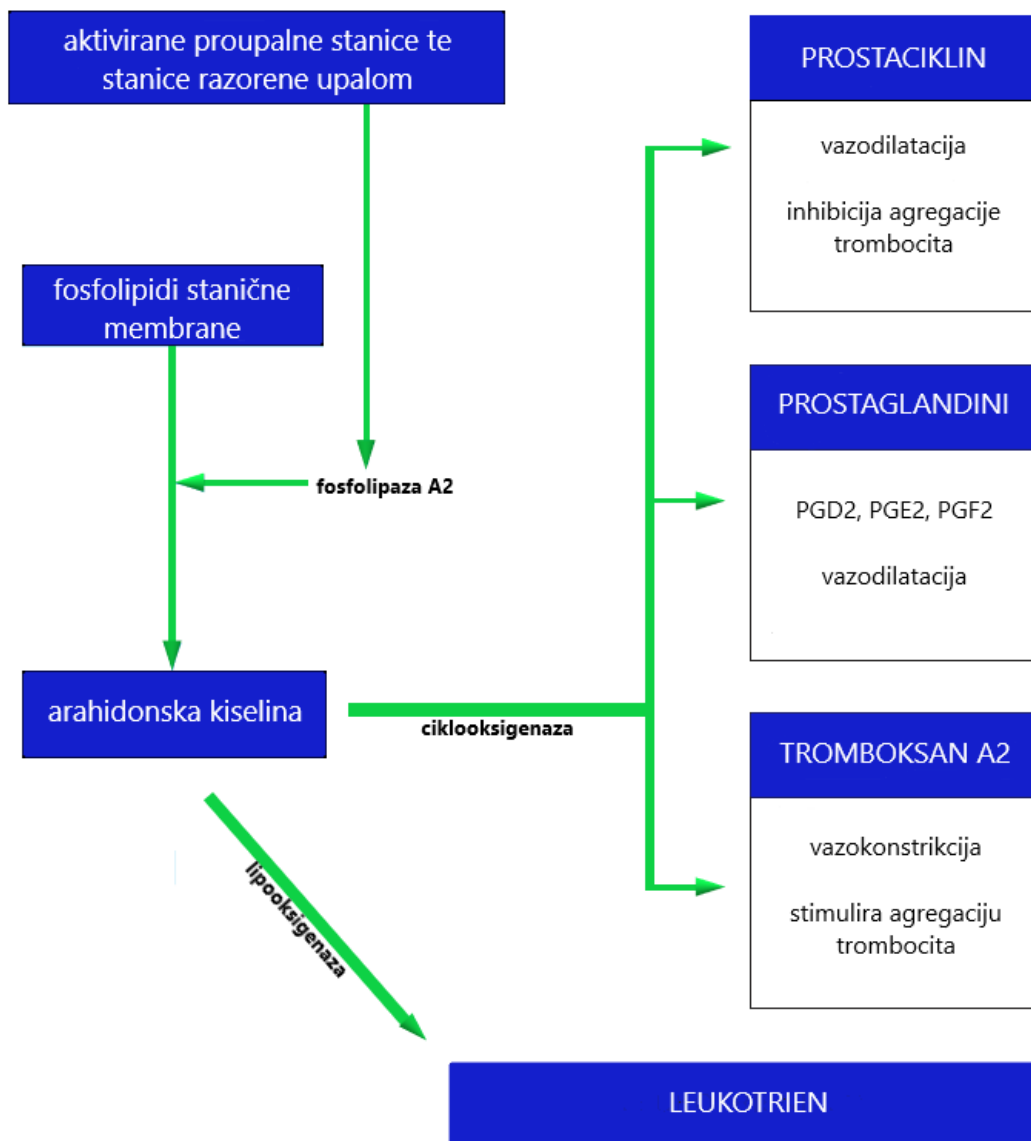 aktivirane proupalne stanice te
stanice razorene upalom
fosfolipidi stanične
membrane
fosfolipaza A2
arahidonska kiselina
ciklooksigenaza
lipooksigenaza
PROSTACIKLIN
vazodilatacija
inhibicija agregacije
trombocita
PROSTAGLANDINI
PGD2, PGE2, PGF2
vazodilatacija
TROMBOKSAN A2
vazokonstrikcija
stimulira agregaciju
trombocita
LEUKOTRIEN